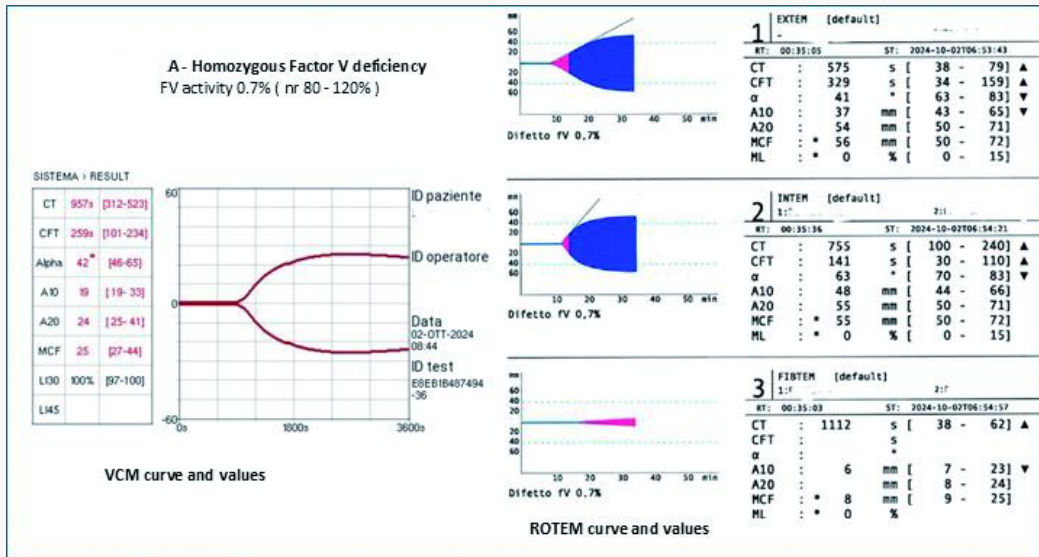 A - Homozygous Factor V deficiency
FV activity 0.7% ( nr 80 - 120% )
SISTEMA > RESULT
CT 957s [312-523]
CFT 259s [101-234]
Alpha 42° [46-65]
A10 19 [19- 33]
A20 24 [25- 41]
MCF 25 [27-44]
LI30 100% [97-100]
LI45
60
0
-60
0s 1800s 3600s
ID paziente
ID operatore
Data
02-OTT-2024
08:44
ID test
E8EB1B487494
-36
VCM curve and values
mm
60
40
20
20
40
60
10 20 30 40 50 60 min
Difetto fV 0,7%
1 EXTEM [default]
RT: 00:35:05 ST: 2024-10-02T06:53:43
CT : 575 s [ 38 - 79] ▲
CFT : 329 s [ 34 - 159] ▲
α : 41 ° [ 63 - 83] ▼
A10 : 37 mm [ 43 - 65] ▼
A20 : 54 mm [ 50 - 71]
MCF : * 56 mm [ 50 - 72]
ML : * 0 % [ 0 - 15]
mm
60
40
20
20
40
60
10 20 30 40 50 60 min
Difetto fV 0,7%
2 INTEM [default]
1: 2:
RT: 00:35:36 ST: 2024-10-02T06:54:21
CT : 755 s [ 100 - 240] ▲
CFT : 141 s [ 30 - 110] ▲
α : 63 ° [ 70 - 83] ▼
A10 : 48 mm [ 44 - 66]
A20 : 55 mm [ 50 - 71]
MCF : * 55 mm [ 50 - 72]
ML : * 0 % [ 0 - 15]
mm
60
40
20
20
40
60
10 20 30 40 50 60 min
Difetto fV 0,7%
3 FIBTEM [default]
1: 2:
RT: 00:35:03 ST: 2024-10-02T06:54:57
CT : 1112 s [ 38 - 62] ▲
CFT : s
α : °
A10 : 6 mm [ 7 - 23] ▼
A20 : mm [ 8 - 24]
MCF : * 8 mm [ 9 - 25]
ML : * 0 %
ROTEM curve and values